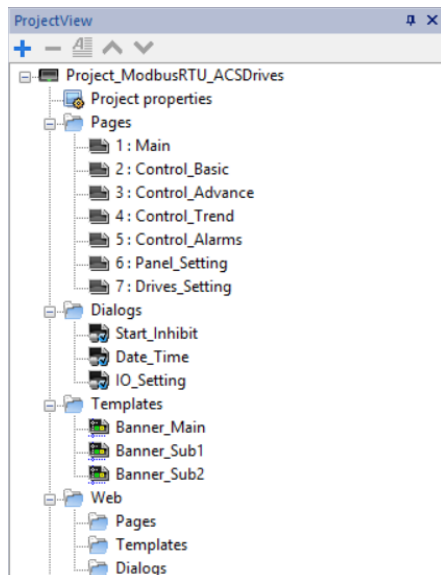 ProjectView
Project_ModbusRTU_ACSDrives
Project properties
Pages
1 : Main
2 : Control_Basic
3 : Control_Advance
4 : Control_Trend
5 : Control_Alarms
6 : Panel_Setting
7 : Drives_Setting
Dialogs
Start_Inhibit
Date_Time
IO_Setting
Templates
Banner_Main
Banner_Sub1
Banner_Sub2
Web
Pages
Templates
Dialogs